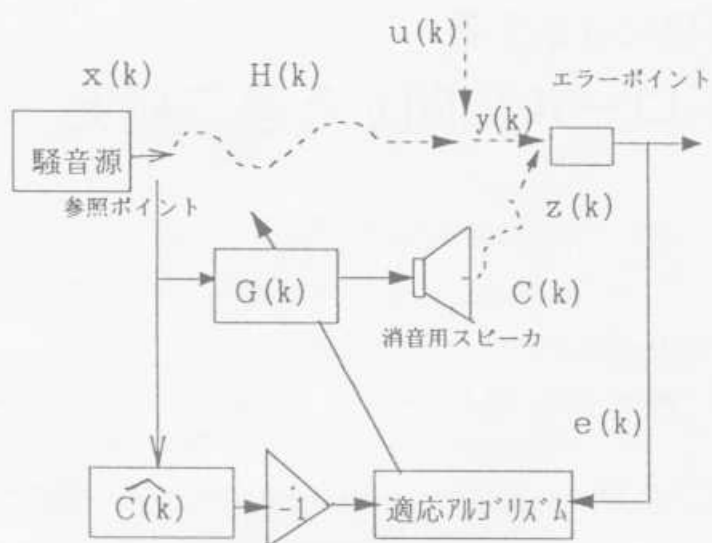 u(k)
x(k)
H(k)
エラーポイント
y(k)
騒音源
参照ポイント
z(k)
G(k)
C(k)
消音用スピーカ
e(k)
Ĉ(k)
-1
適応アルゴリズム